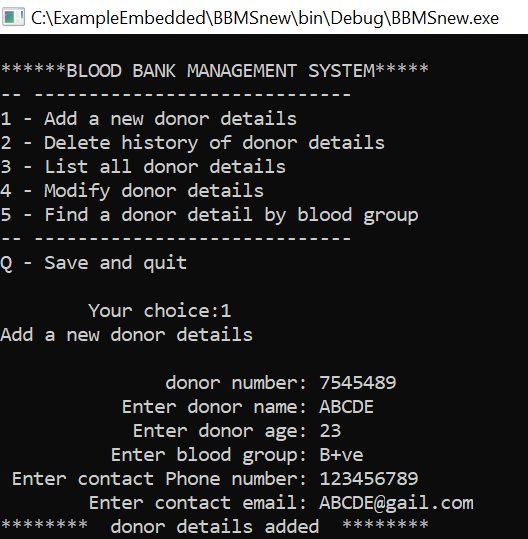 C:\ExampleEmbedded\BBMSnew\bin\Debug\BBMSnew.exe
******BLOOD BANK MANAGEMENT SYSTEM*****
-- -----------------------------
1 - Add a new donor details
2 - Delete history of donor details
3 - List all donor details
4 - Modify donor details
5 - Find a donor detail by blood group
-- -----------------------------
Q - Save and quit
Your choice:1
Add a new donor details
donor number: 7545489
Enter donor name: ABCDE
Enter donor age: 23
Enter blood group: B+ve
Enter contact Phone number: 123456789
Enter contact email: ABCDE@gail.com
******** donor details added ********